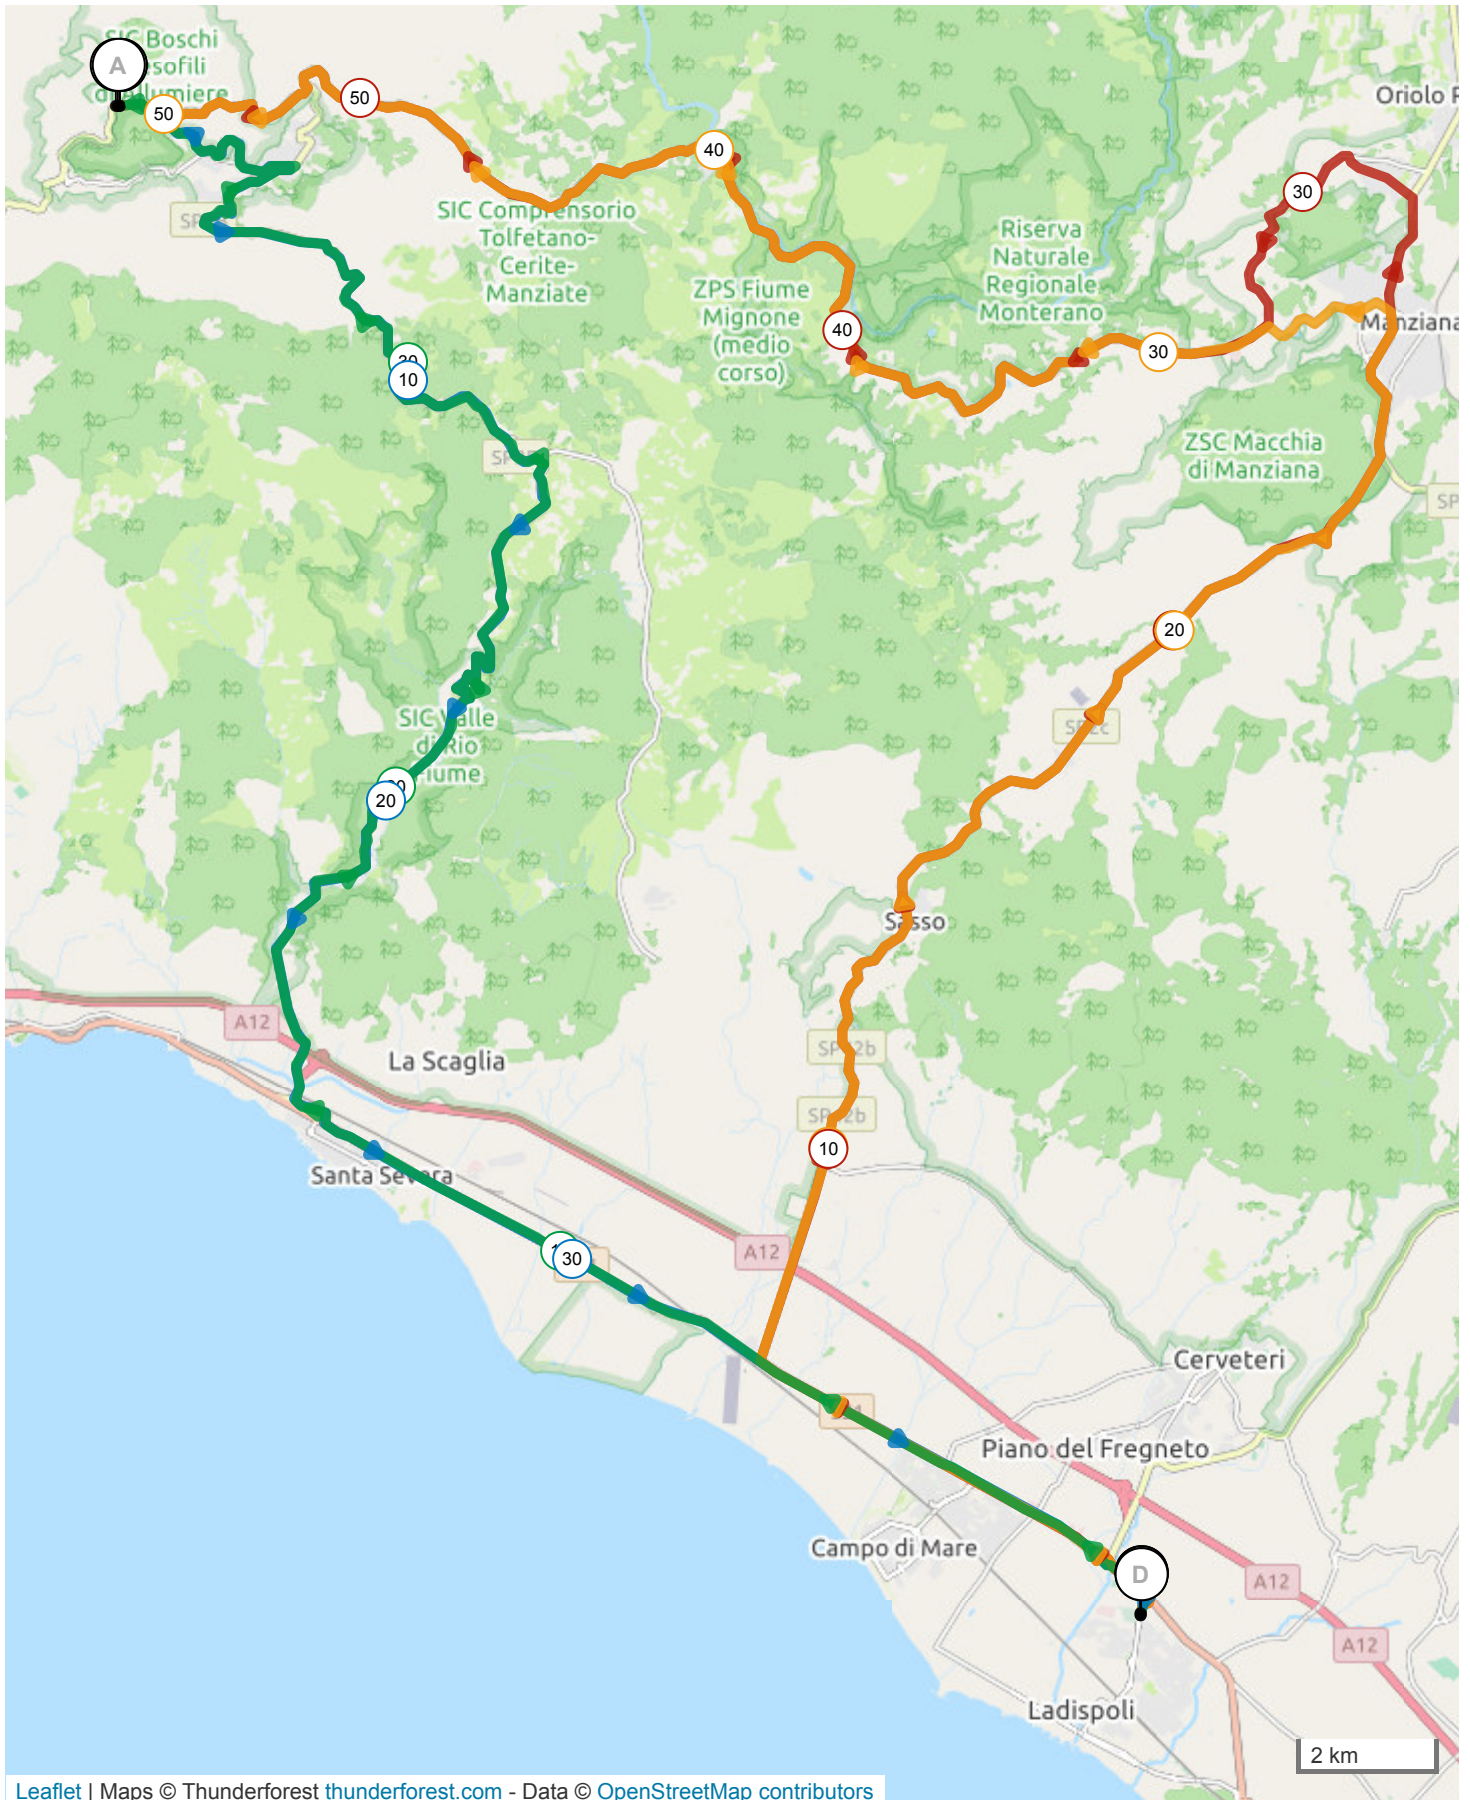 SIC Boschi
A
di Allumiere
50
50
Oriolo
40
30
SIC Comprensorio
Tolfetano-
Cerite-
Manziate
Riserva
Naturale
Regionale
Monterano
ZPS Fiume
Mignone
(medio
corso)
40
Manziana
30
10
ZSC Macchia
di Manziana
SP
20
SIC Valle
di Rio
Fiume
20
Sasso
A12
La Scaglia
10
Santa Severa
30
A12
Cerveteri
Piano del Fregneto
Campo di Mare
D
A12
A12
Ladispoli
2 km
Leaflet | Maps © Thunderforest thunderforest.com - Data © OpenStreetMap contributors